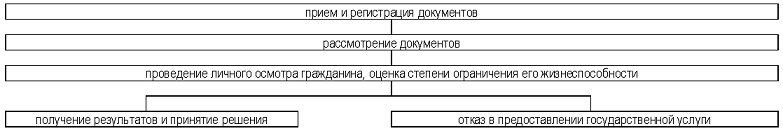 прием и регистрация документов
рассмотрение документов
проведение личного осмотра гражданина, оценка степени ограничения его жизнеспособности
получение результатов и принятие решения
отказ в предоставлении государственной услуги